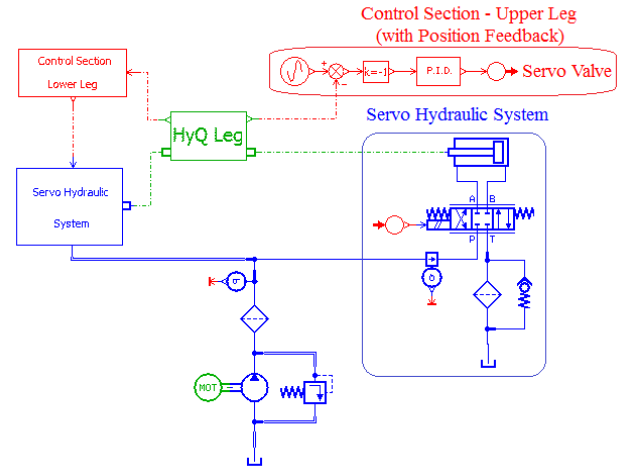 Control Section - Upper Leg
(with Position Feedback)
Control Section
Lower Leg
+
-
k=-1
P.I.D.
Servo Valve
HyQ Leg
Servo Hydraulic System
Servo Hydraulic
System
A B
P T
Q
MOT